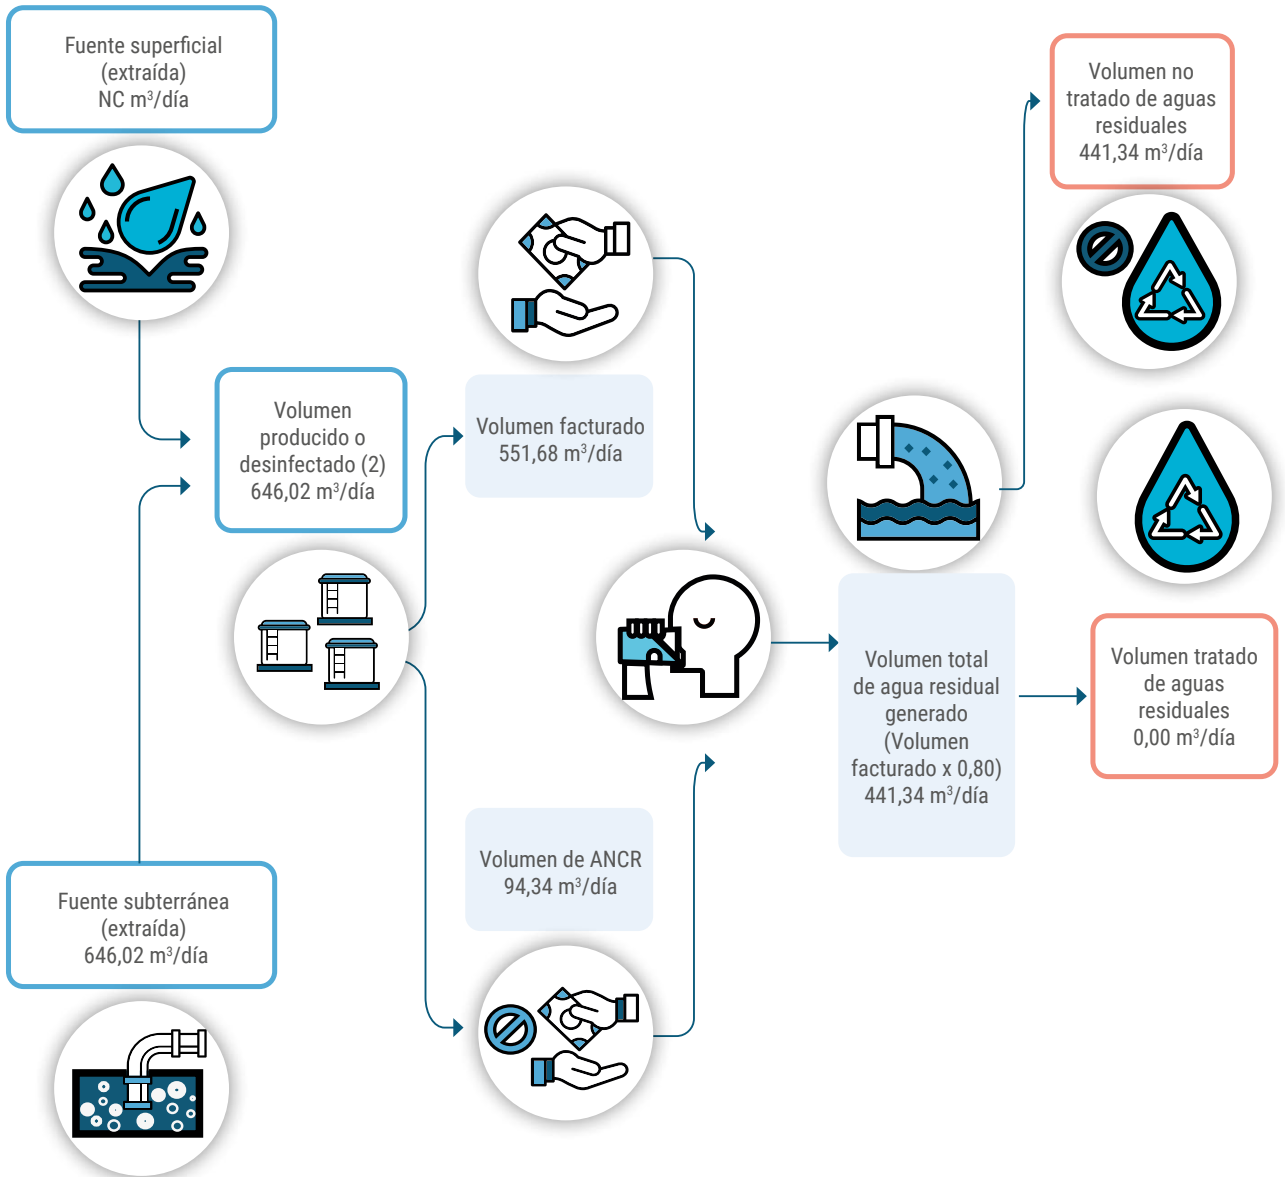 Fuente superficial
(extraída)
NC m³/día
Volumen
producido o
desinfectado (2)
646,02 m³/día
Fuente subterránea
(extraída)
646,02 m³/día
Volumen facturado
551,68 m³/día
Volumen de ANCR
94,34 m³/día
Volumen total
de agua residual
generado
(Volumen
facturado x 0,80)
441,34 m³/día
Volumen no
tratado de aguas
residuales
441,34 m³/día
Volumen tratado
de aguas
residuales
0,00 m³/día